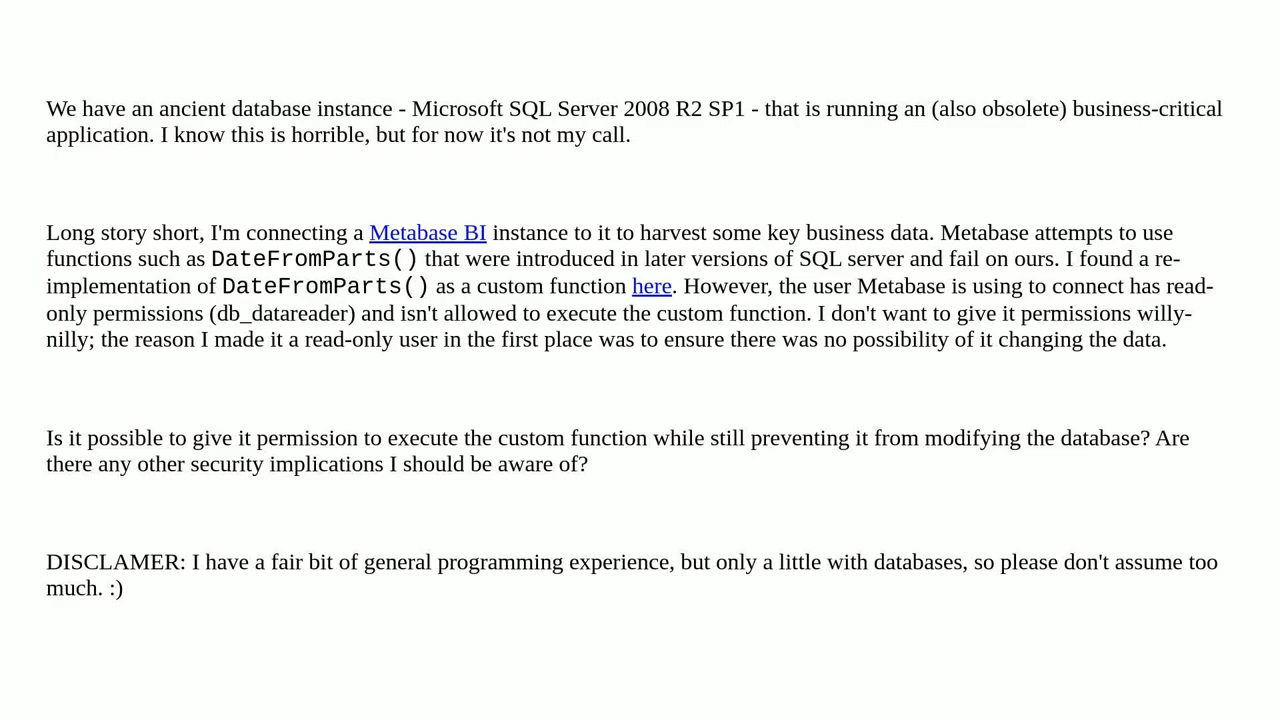 We have an ancient database instance - Microsoft SQL Server 2008 R2 SP1 - that is running an (also obsolete) business-critical
application. I know this is horrible, but for now it's not my call.
Long story short, I'm connecting a Metabase BI instance to it to harvest some key business data. Metabase attempts to use
functions such as DateFromParts() that were introduced in later versions of SQL server and fail on ours. I found a re-
implementation of DateFromParts() as a custom function here. However, the user Metabase is using to connect has read-
only permissions (db_datareader) and isn't allowed to execute the custom function. I don't want to give it permissions willy-
nilly; the reason I made it a read-only user in the first place was to ensure there was no possibility of it changing the data.
Is it possible to give it permission to execute the custom function while still preventing it from modifying the database? Are
there any other security implications I should be aware of?
DISCLAMER: I have a fair bit of general programming experience, but only a little with databases, so please don't assume too
much. :)